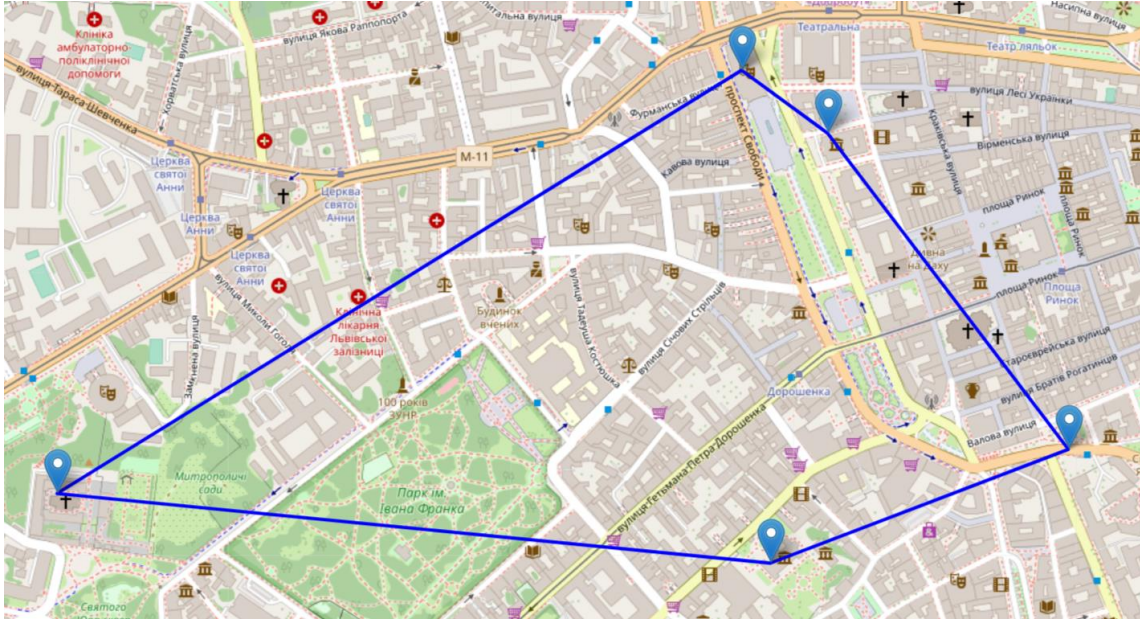 Насипна вулиця
Театральна
Театр ляльок
вулиця Якова Раппопорта
Клініка
амбулаторно-
поліклінічної
допомоги
Хорватська вулиця
вулиця Тараса Шевченка
Фурманська
проспект Свободи
вулиця Лесі Українки
Краківська вулиця
Вірменська вулиця
М-11
Кавова вулиця
Церква
святої
Анни
Церква
святої
Анни
Церква
Анни
Церква
святої
Анни
площа Ринок
площа Ринок
на даху
площа Ринок
Площа
Ринок
вулиця Миколи Гоголя
Замкнена вулиця
Клінічна
лікарня
Львівської
залізниці
Будинок
вчених
вулиця Тадеуша Костюшка
вулиця Січових Стрільців
Староєврейська вулиця
вулиця Братів Рогатинців
Дорошенка
100 років
ЗУНР
Валова вулиця
вулиця Гетьмана Петра Дорошенка
Митрополичі
сади
Парк ім.
Івана Франка
Святого